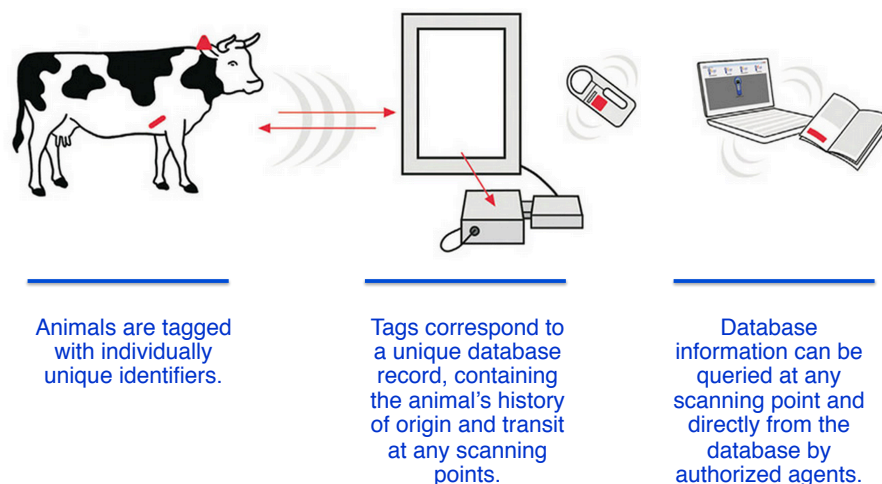 Animals are tagged
with individually
unique identifiers.
Tags correspond to
a unique database
record, containing
the animal’s history
of origin and transit
at any scanning
points.
Database
information can be
queried at any
scanning point and
directly from the
database by
authorized agents.